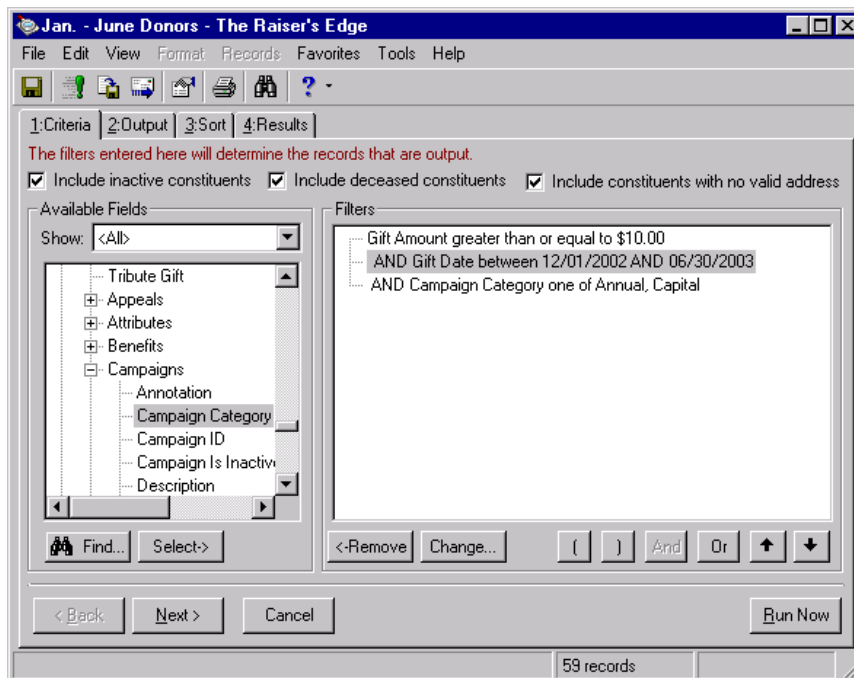 Jan. - June Donors - The Raiser's Edge
File Edit View Format Records Favorites Tools Help
?
1:Criteria 2:Output 3:Sort 4:Results
The filters entered here will determine the records that are output.
Include inactive constituents Include deceased constituents Include constituents with no valid address
Available Fields
Show: <All>
Tribute Gift
Appeals
Attributes
Benefits
Campaigns
Annotation
Campaign Category
Campaign ID
Campaign Is Inactiv
Description
Find... Select->
Filters
Gift Amount greater than or equal to $10.00
AND Gift Date between 12/01/2002 AND 06/30/2003
AND Campaign Category one of Annual, Capital
<-Remove Change... ( ) And Or
< Back Next > Cancel Run Now
59 records